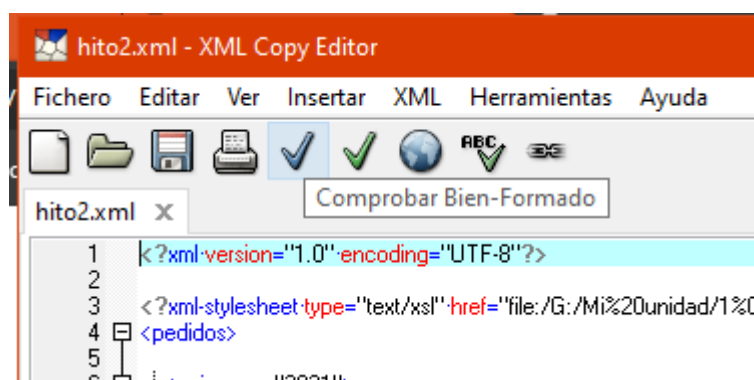 hito2.xml - XML Copy Editor
Fichero Editar Ver Insertar XML Herramientas Ayuda
ABC
Comprobar Bien-Formado
hito2.xml X
1 <?xml version="1.0" encoding="UTF-8"?>
2
3 <?xml-stylesheet type="text/xsl" href="file:/G:/Mi%20unidad/1%
4 <pedidos>
5